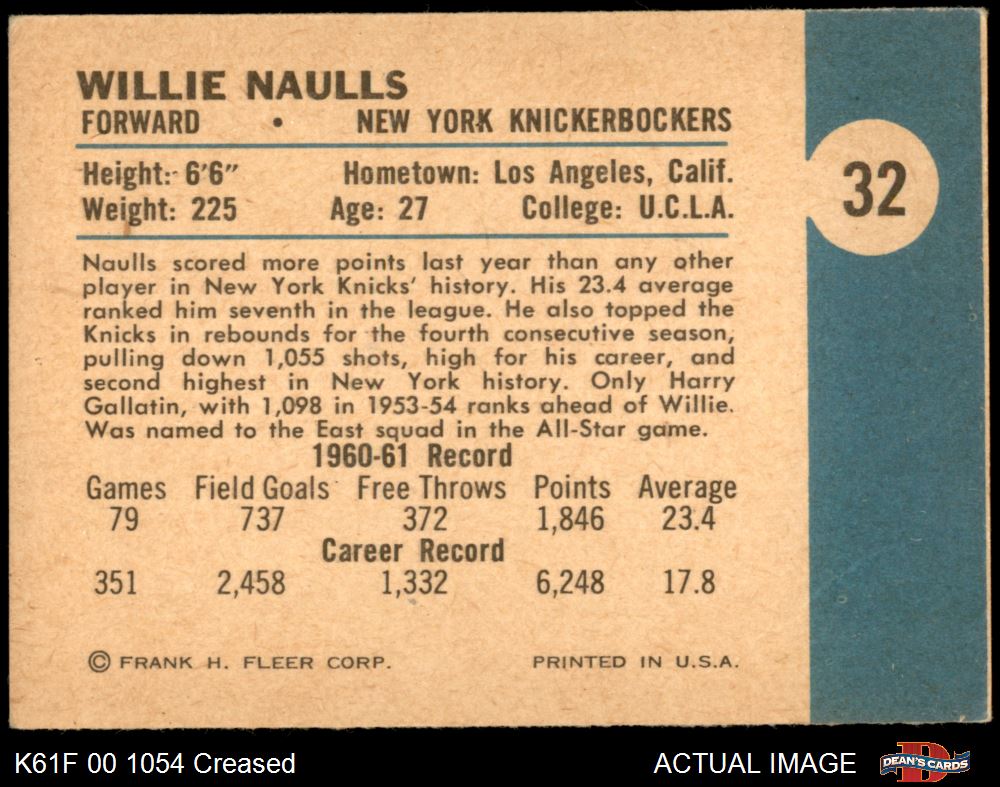 WILLIE NAULLS
FORWARD • NEW YORK KNICKERBOCKERS
Height: 6'6" Hometown: Los Angeles, Calif.
Weight: 225 Age: 27 College: U.C.L.A.
32
Naulls scored more points last year than any other
player in New York Knicks' history. His 23.4 average
ranked him seventh in the league. He also topped the
Knicks in rebounds for the fourth consecutive season,
pulling down 1,055 shots, high for his career, and
second highest in New York history. Only Harry
Gallatin, with 1,098 in 1953-54 ranks ahead of Willie.
Was named to the East squad in the All-Star game.
1960-61 Record
Games Field Goals Free Throws Points Average
79 737 372 1,846 23.4
Career Record
351 2,458 1,332 6,248 17.8
© FRANK H. FLEER CORP. PRINTED IN U.S.A.
K61F 00 1054 Creased ACTUAL IMAGE DEAN'S CARDS